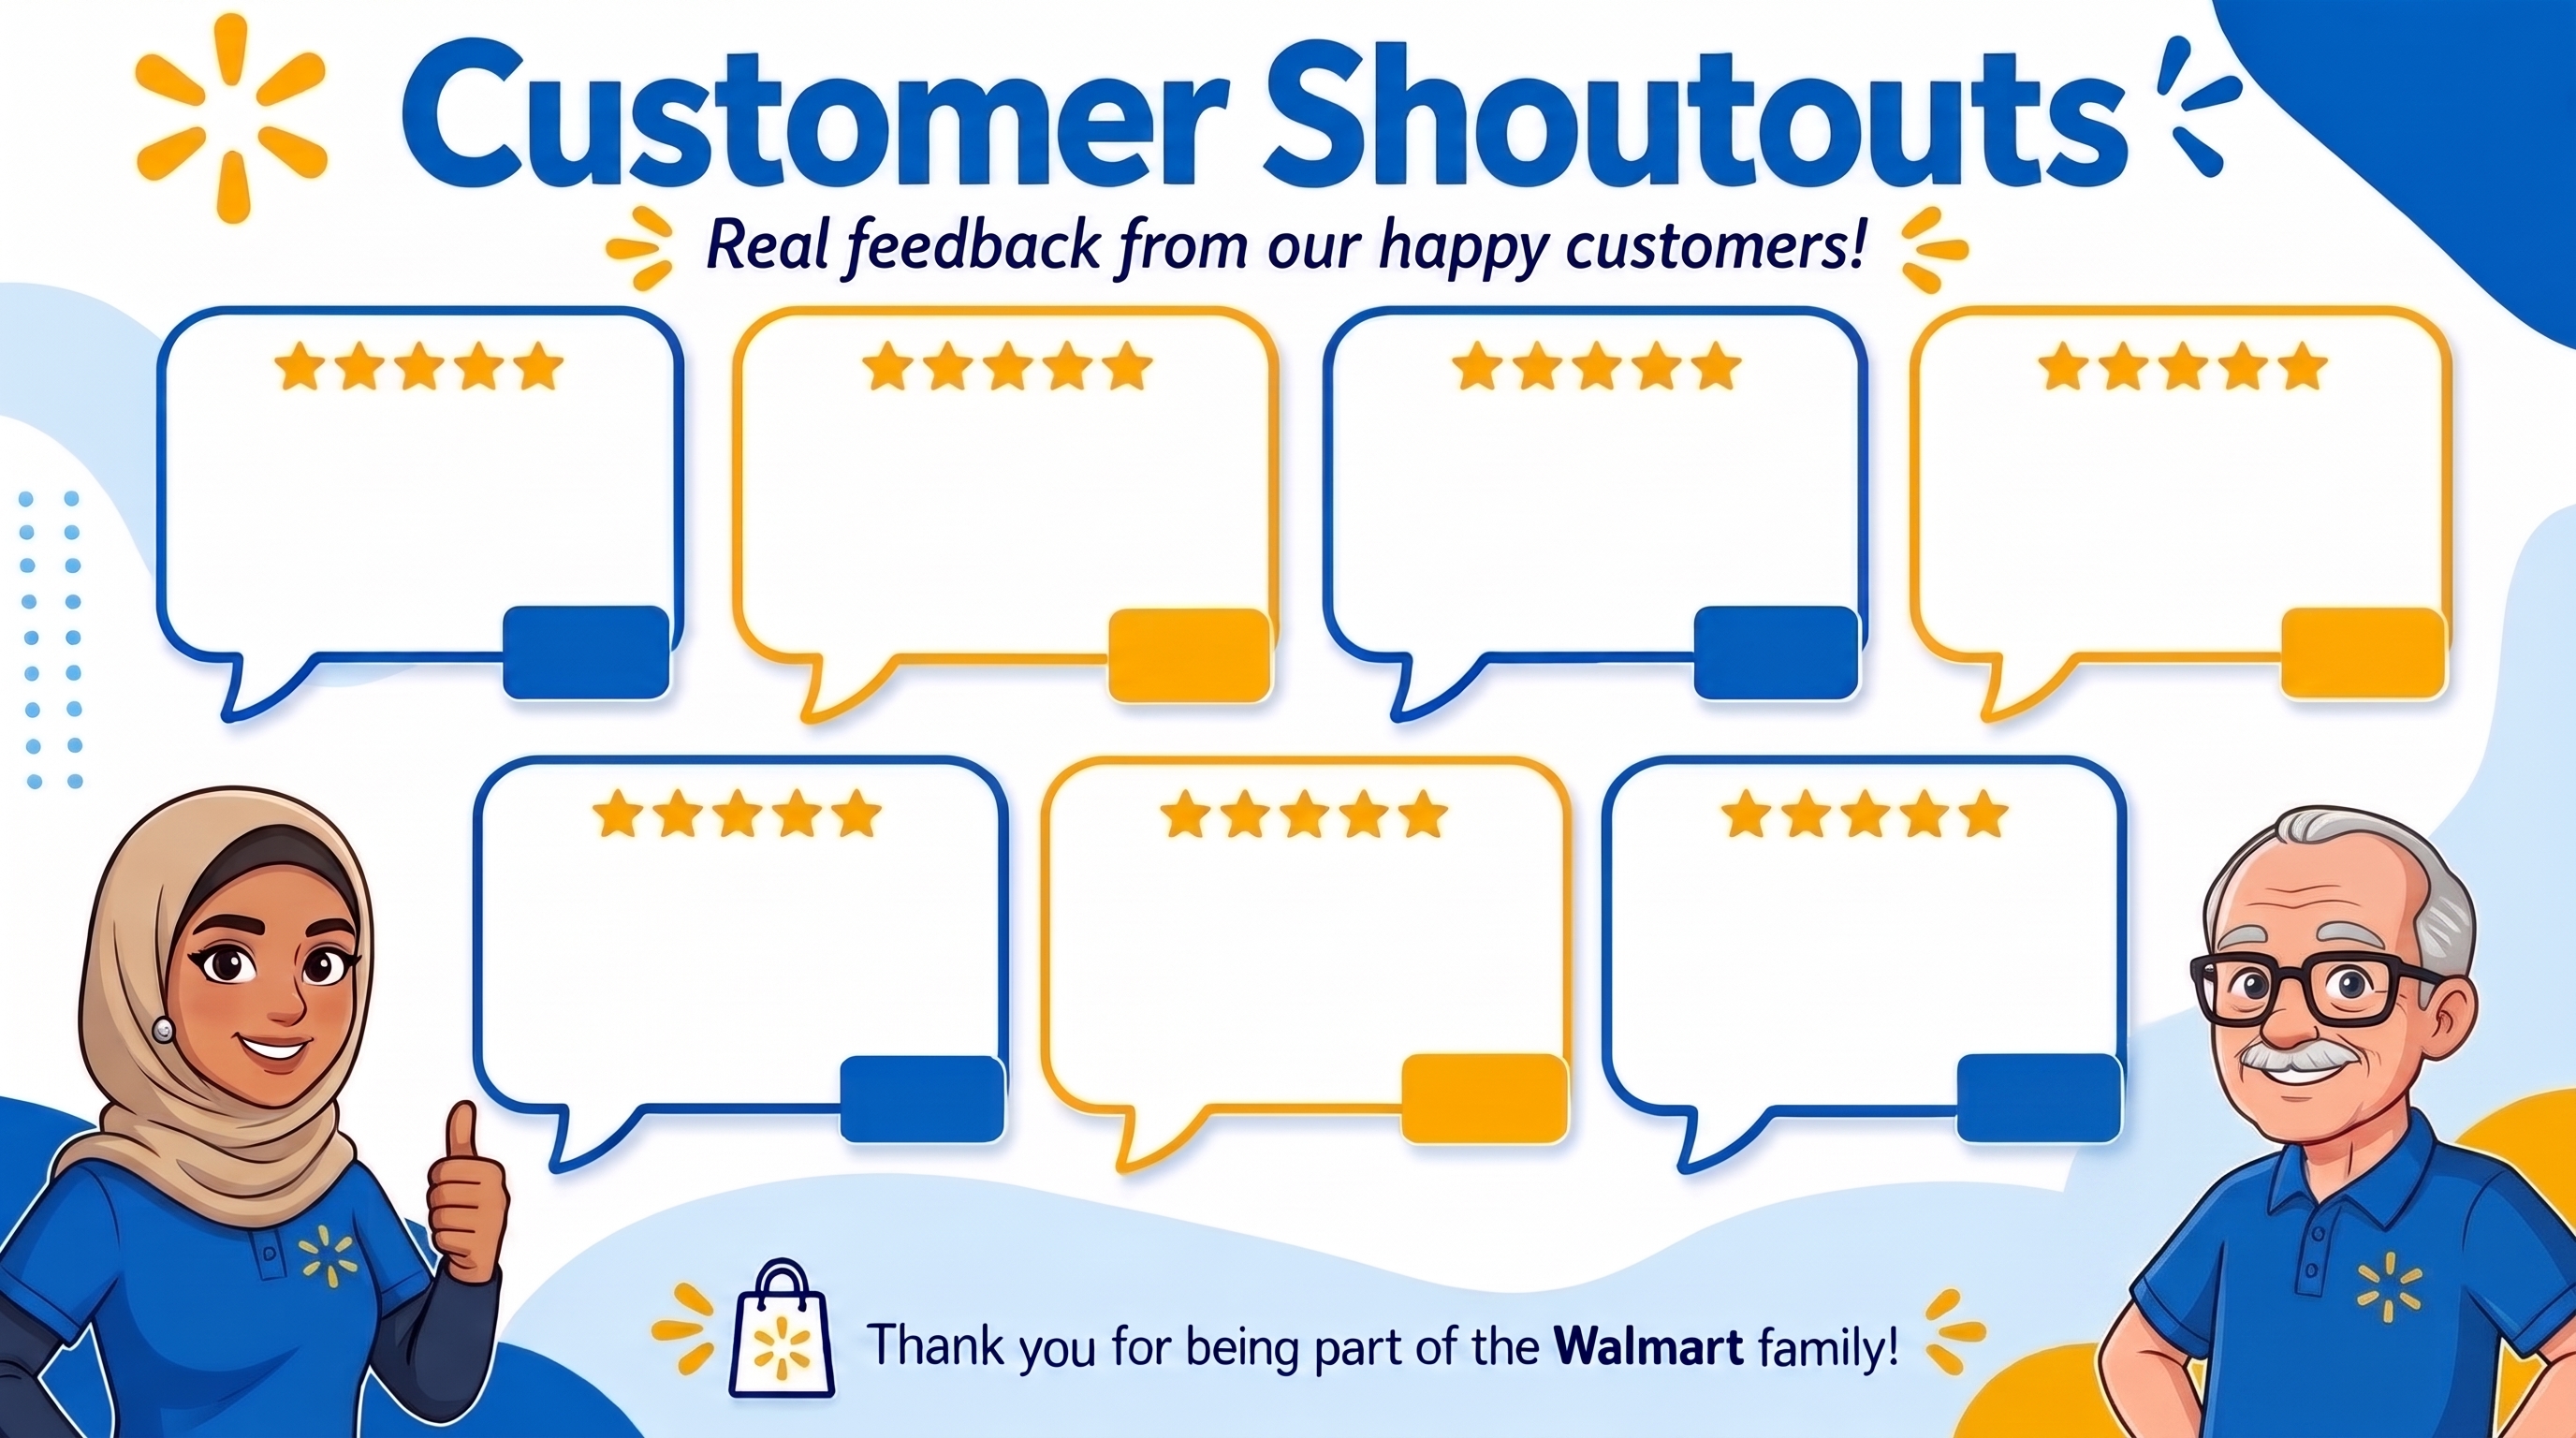 Customer Shoutouts
Real feedback from our happy customers!
Thank you for being part of the Walmart family!